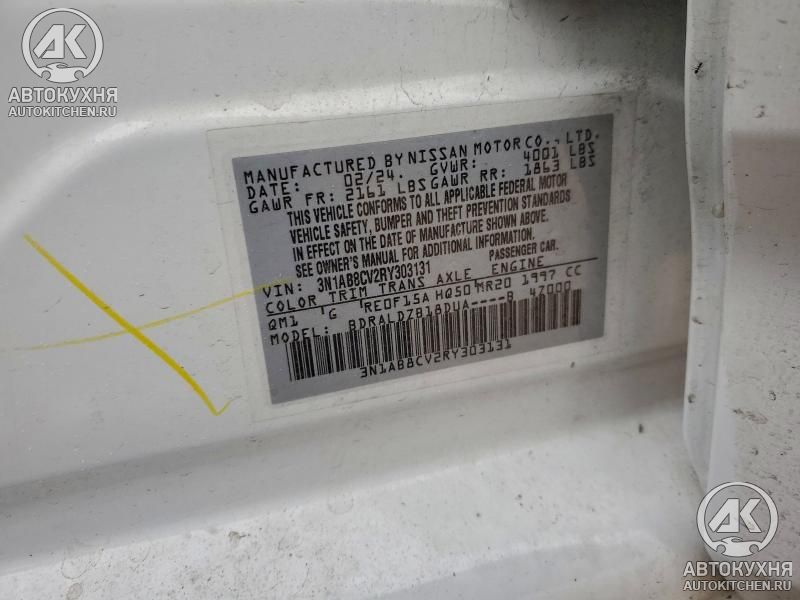 АК
АВТОКУХНЯ
AUTOKITCHEN.RU
MANUFACTURED BY NISSAN MOTOR CO., LTD.
DATE: 02/24. GVWR: 4001 LBS
GAWR FR: 2161 LBS GAWR RR: 1863 LBS
THIS VEHICLE CONFORMS TO ALL APPLICABLE FEDERAL MOTOR
VEHICLE SAFETY, BUMPER AND THEFT PREVENTION STANDARDS
IN EFFECT ON THE DATE OF MANUFACTURE SHOWN ABOVE.
SEE OWNER'S MANUAL FOR ADDITIONAL INFORMATION.
VIN: 3N1AB8CV2RY303131 PASSENGER CAR.
COLOR TRIM TRANS AXLE ENGINE
QM1 'G RE0F15A HQ50 MR20 1997 CC
MODEL: BDRALDZB18DUA----B 47000
3N1AB8CV2RY303131
АК
АВТОКУХНЯ
AUTOKITCHEN.RU